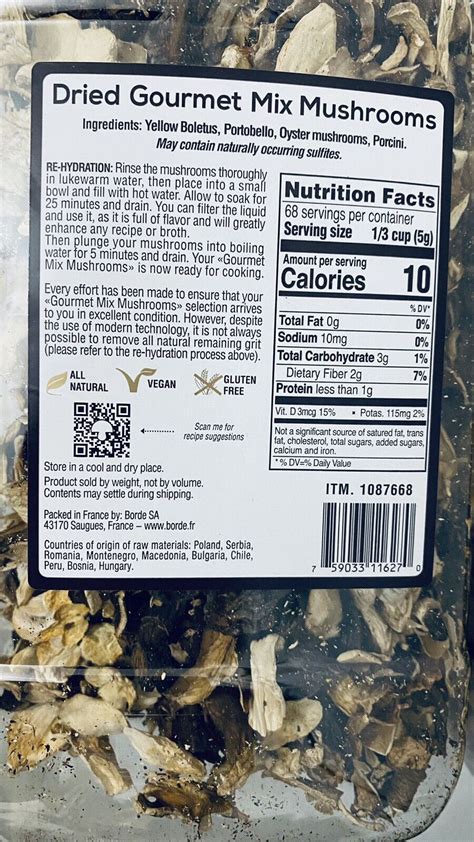 Dried Gourmet Mix Mushrooms
Ingredients: Yellow Boletus, Portobello, Oyster mushrooms, Porcini.
May contain naturally occurring sulfites.
RE-HYDRATION: Rinse the mushrooms thoroughly
in lukewarm water, then place into a small
bowl and fill with hot water. Allow to soak for
25 minutes and drain. You can filter the liquid
and use it, as it is full of flavor and will greatly
enhance any recipe or broth.
Then plunge your mushrooms into boiling
water for 5 minutes and drain. Your «Gourmet
Mix Mushrooms» is now ready for cooking.
Every effort has been made to ensure that your
«Gourmet Mix Mushrooms» selection arrives
to you in excellent condition. However, despite
the use of modern technology, it is not always
possible to remove all natural remaining grit
(please refer to the re-hydration process above).
ALL
NATURAL
VEGAN
GLUTEN
FREE
Scan me for
recipe suggestions
Store in a cool and dry place.
Product sold by weight, not by volume.
Contents may settle during shipping.
Packed in France by: Borde SA
43170 Saugues, France – www.borde.fr
Countries of origin of raw materials: Poland, Serbia,
Romania, Montenegro, Macedonia, Bulgaria, Chile,
Peru, Bosnia, Hungary.
Nutrition Facts
68 servings per container
Serving size 1/3 cup (5g)
Amount per serving
Calories 10
% DV*
Total Fat 0g 0%
Sodium 10mg 0%
Total Carbohydrate 3g 1%
Dietary Fiber 2g 7%
Protein less than 1g
Vit. D 3mcg 15% • Potas. 115mg 2%
Not a significant source of satured fat, trans
fat, cholesterol, total sugars, added sugars,
calcium and iron.
* % DV=% Daily Value
ITM. 1087668
7 59033 11627 0